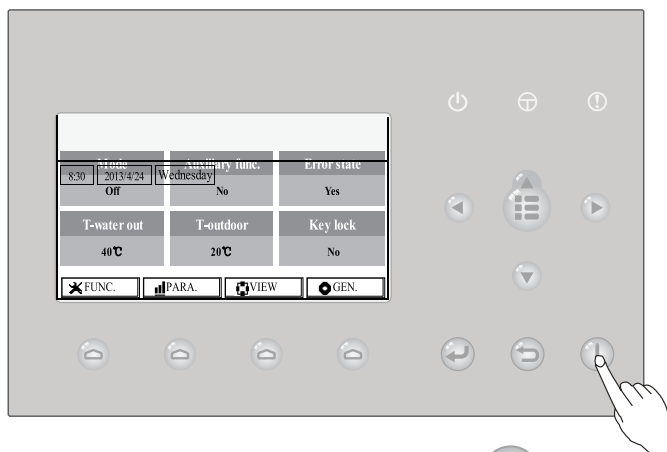 Mode Auxiliary func. Error state
8:30 2013/4/24 Wednesday
Off No Yes
T-water out T-outdoor Key lock
40℃ 20℃ No
FUNC. PARA. VIEW GEN.